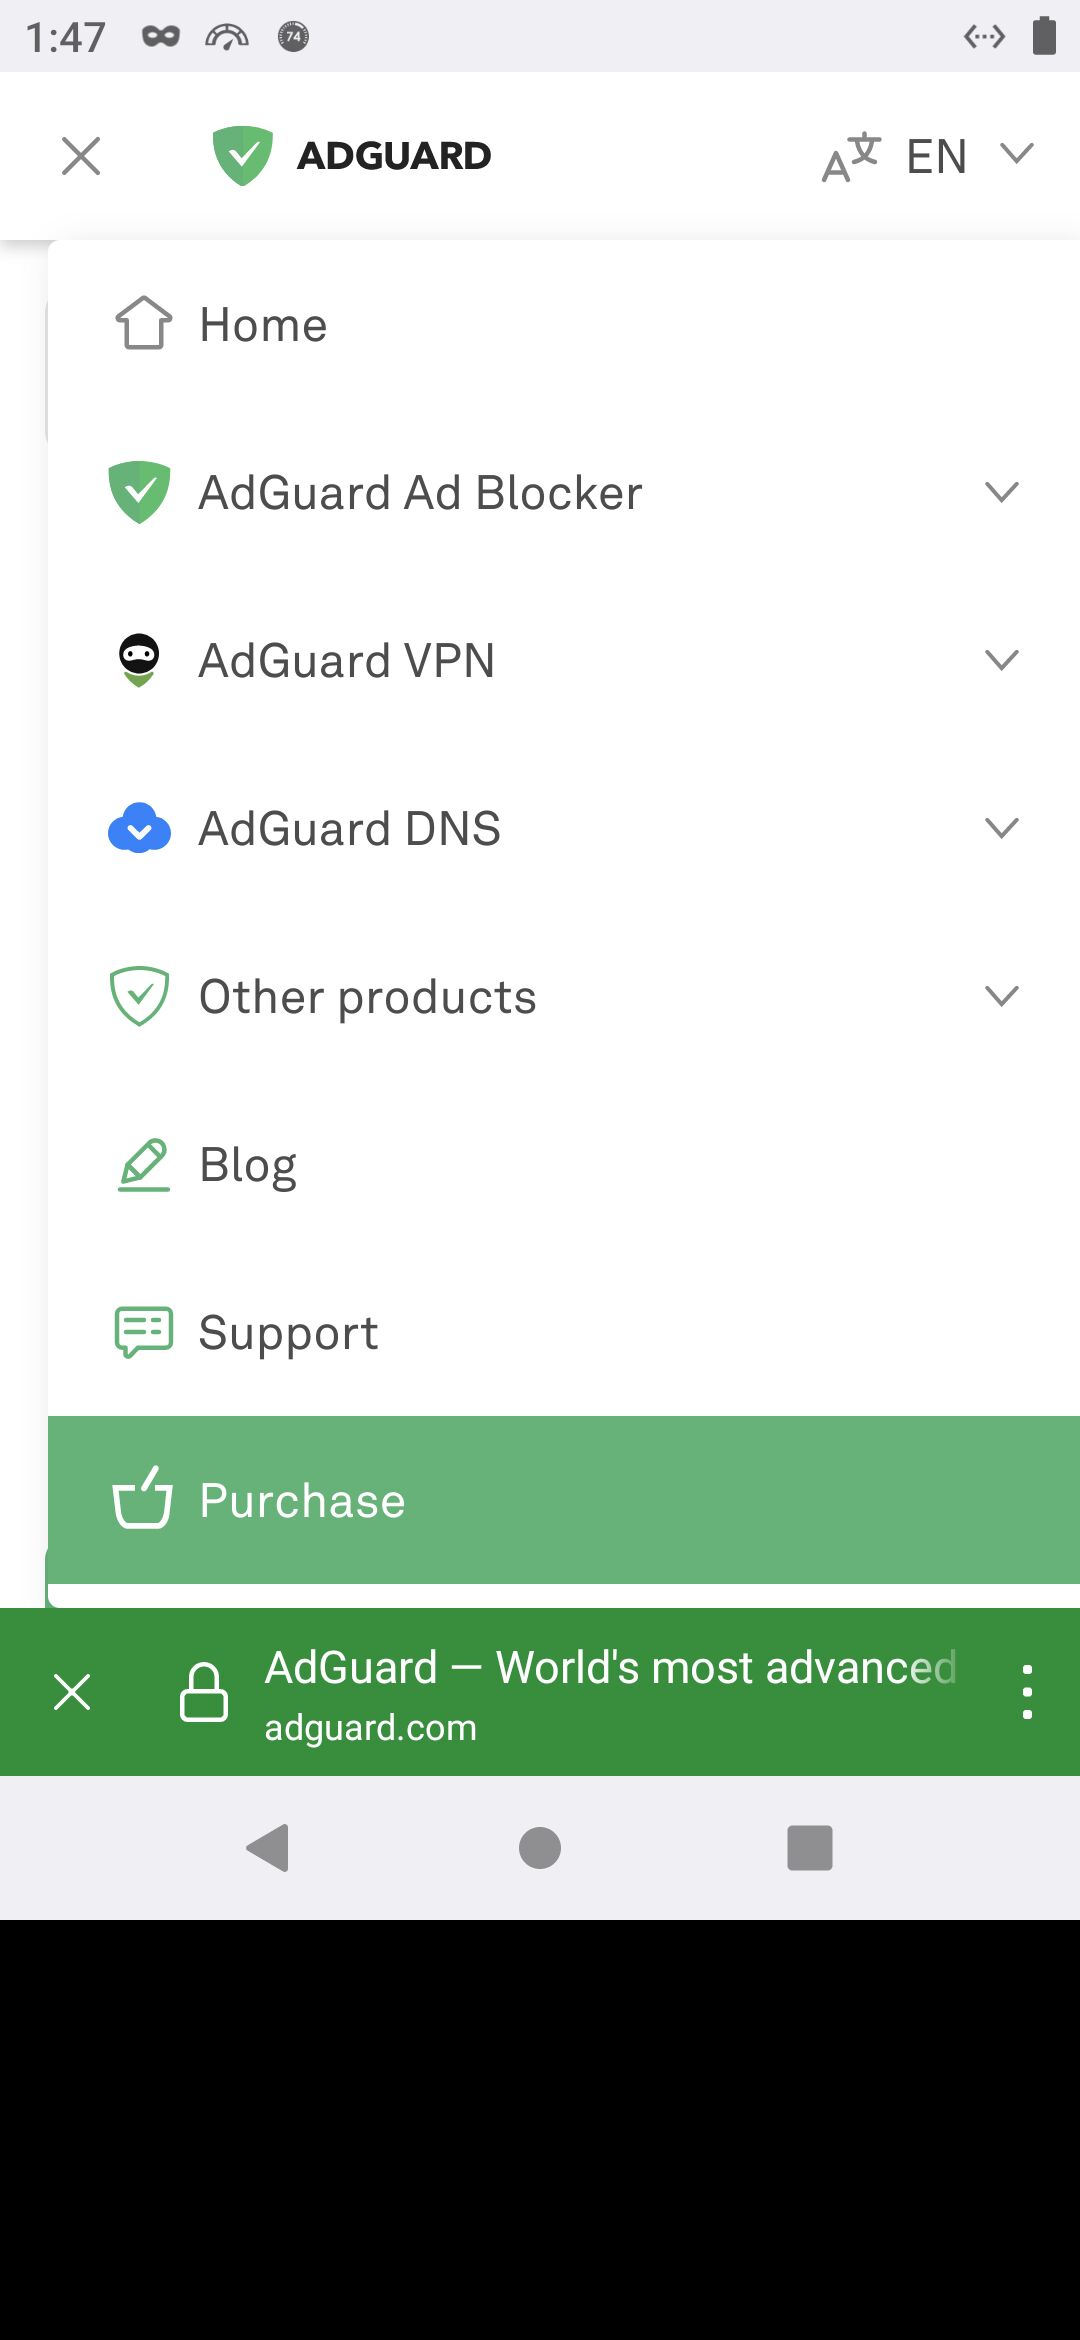 1:47
74
ADGUARD
EN
Home
AdGuard Ad Blocker
AdGuard VPN
AdGuard DNS
Other products
Blog
Support
Purchase
AdGuard — World's most advanced
adguard.com